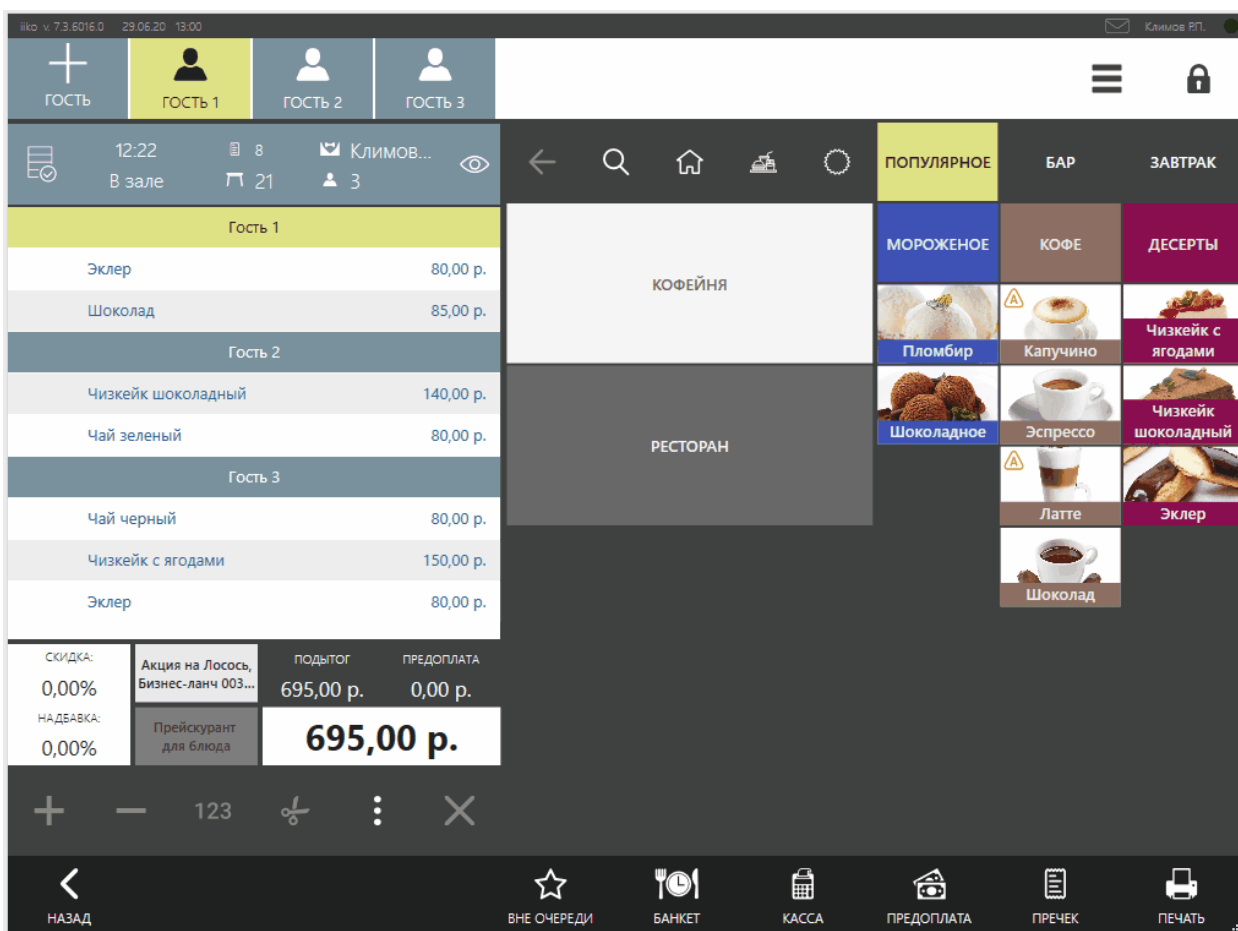 iiko v. 7.3.6016.0 29.06.20 13:00 Климов Р.П.
ГОСТЬ ГОСТЬ 1 ГОСТЬ 2 ГОСТЬ 3
12:22 8 Климов...
В зале 21 3
Гость 1
Эклер 80,00 р.
Шоколад 85,00 р.
Гость 2
Чизкейк шоколадный 140,00 р.
Чай зеленый 80,00 р.
Гость 3
Чай черный 80,00 р.
Чизкейк с ягодами 150,00 р.
Эклер 80,00 р.
СКИДКА:
0,00%
НАДБАВКА:
0,00%
Акция на Лосось,
Бизнес-ланч 003...
Прейскурант
для блюда
ПОДЫТОГ ПРЕДОПЛАТА
695,00 р. 0,00 р.
695,00 р.
123
КОФЕЙНЯ
РЕСТОРАН
ПОПУЛЯРНОЕ БАР ЗАВТРАК
МОРОЖЕНОЕ КОФЕ ДЕСЕРТЫ
Пломбир
A
Капучино
Чизкейк с
ягодами
Шоколадное
Эспрессо
Чизкейк
шоколадный
A
Латте
Эклер
Шоколад
НАЗАД ВНЕ ОЧЕРЕДИ БАНКЕТ КАССА ПРЕДОПЛАТА ПРЕЧЕК ПЕЧАТЬ